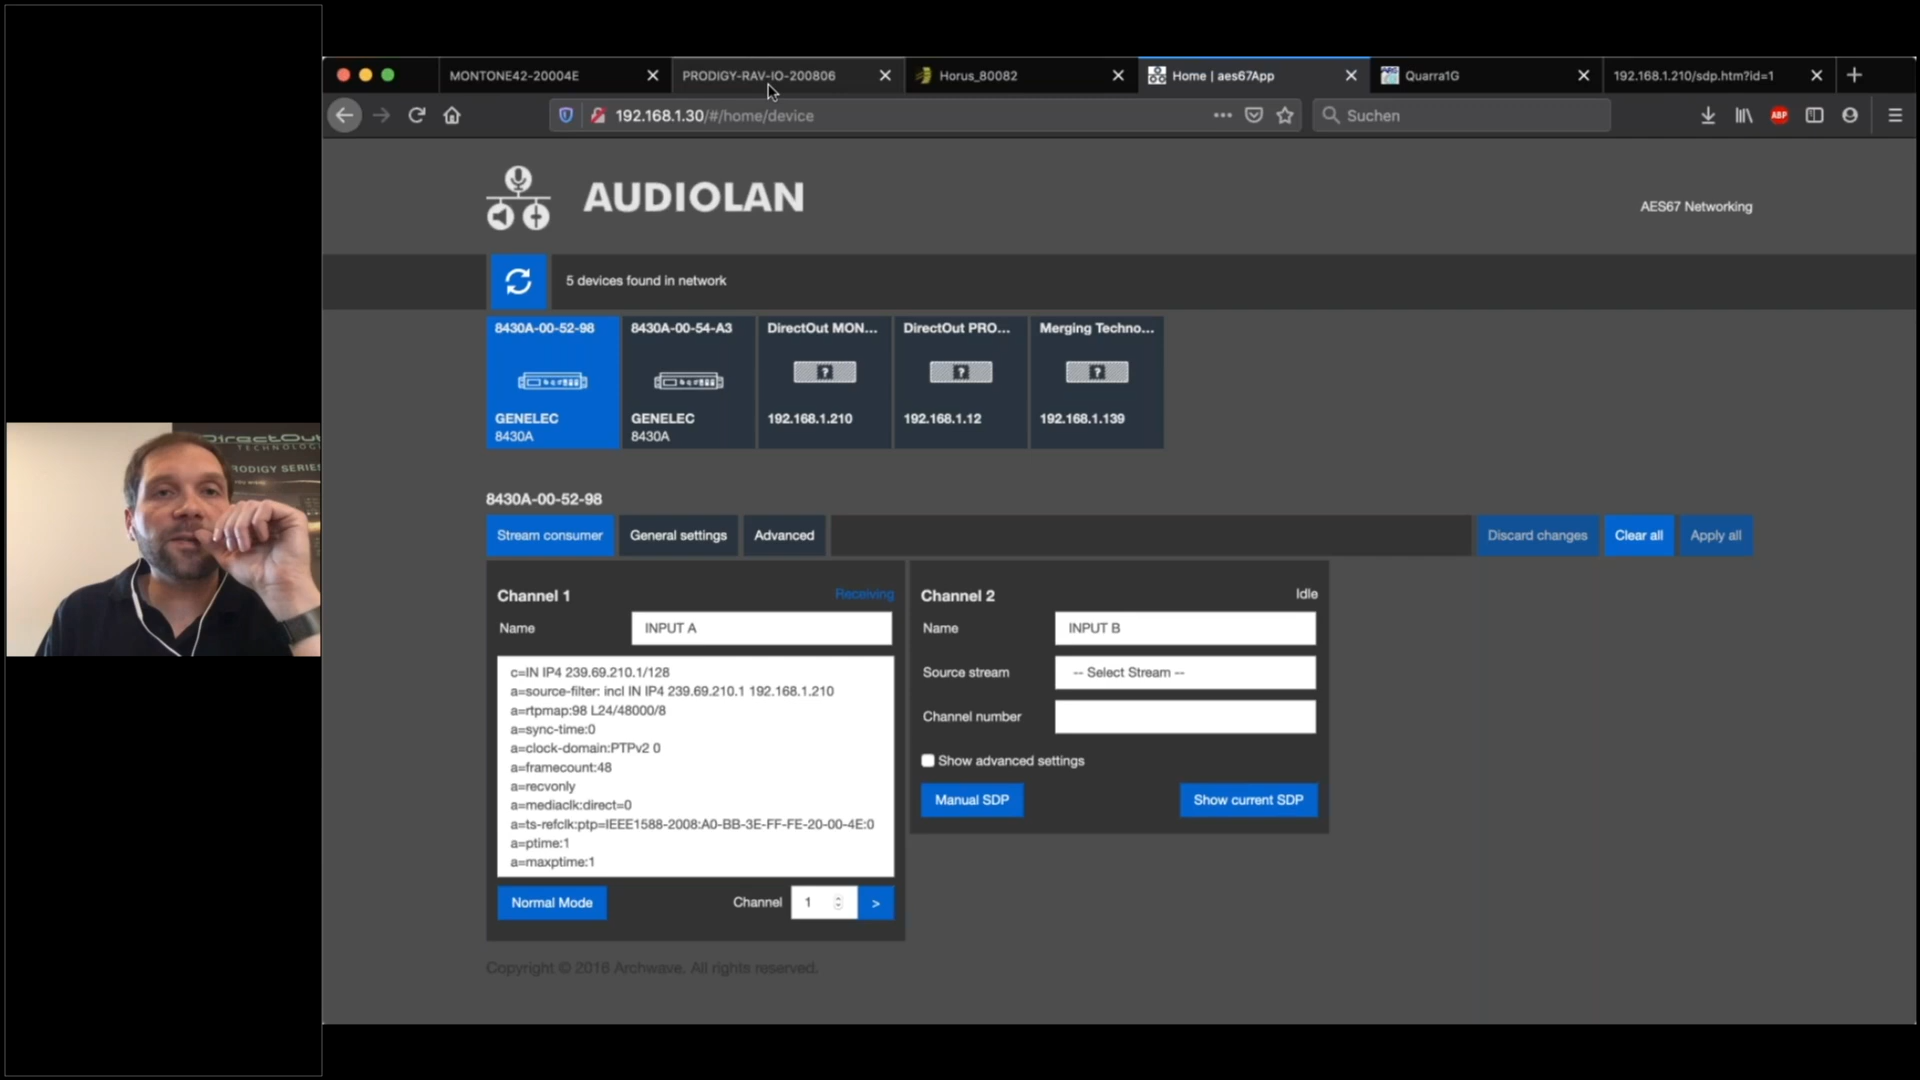 MONTONE42-20004E
PRODIGY-RAV-IO-200806
Horus_80082
Home | aes67App
Quarra1G
192.168.1.210/sdp.htm?id=1
192.168.1.30/#/home/device
Suchen
ABP
AUDIOLAN
AES67 Networking
5 devices found in network
8430A-00-52-98
GENELEC
8430A
8430A-00-54-A3
GENELEC
8430A
DirectOut MON...
192.168.1.210
DirectOut PRO...
192.168.1.12
Merging Techno...
192.168.1.139
8430A-00-52-98
Stream consumer
General settings
Advanced
Discard changes
Clear all
Apply all
Channel 1
Receiving
Name
INPUT A
c=IN IP4 239.69.210.1/128
a=source-filter: incl IN IP4 239.69.210.1 192.168.1.210
a=rtpmap:98 L24/48000/8
a=sync-time:0
a=clock-domain:PTPv2 0
a=framecount:48
a=recvonly
a=mediaclk:direct=0
a=ts-refclk:ptp=IEEE1588-2008:A0-BB-3E-FF-FE-20-00-4E:0
a=ptime:1
a=maxptime:1
Normal Mode
Channel
1
>
Channel 2
Idle
Name
INPUT B
Source stream
-- Select Stream --
Channel number
Show advanced settings
Manual SDP
Show current SDP
Copyright © 2016 Archwave. All rights reserved.
DirectOut
TECHNOLOG
RODIGY SERIES